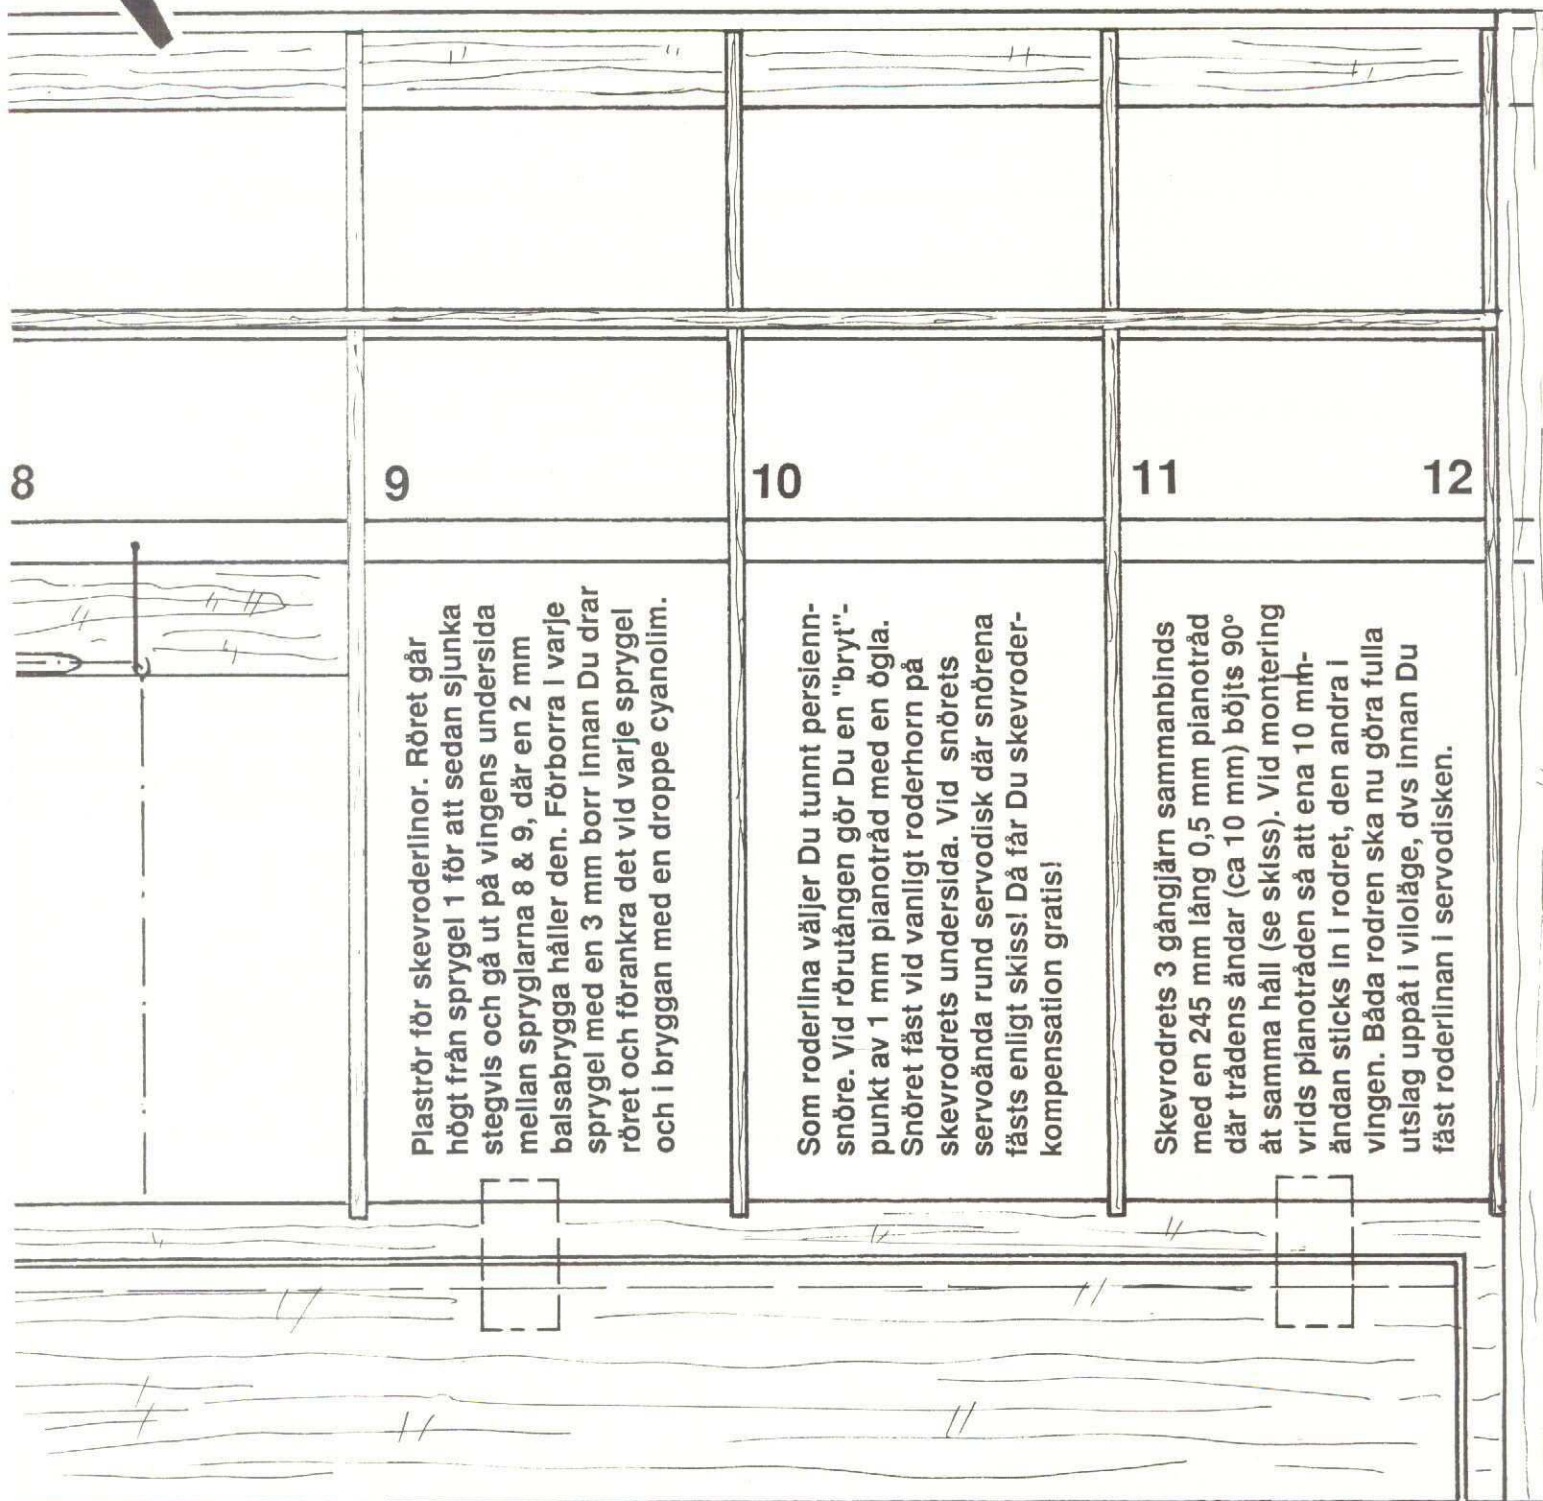 8
9
10
11
12
Plaströr för skevroderlinor. Röret går
högt från sprygel 1 för att sedan sjunka
stegvis och gå ut på vingens undersida
mellan spryglarna 8 & 9, där en 2 mm
balsabrygga håller den. Förborra i varje
sprygel med en 3 mm borr innan Du drar
röret och förankra det vid varje sprygel
och i bryggan med en droppe cyanolim.
Som roderlina väljer Du tunnt persienn-
snöre. Vid rörutången gör Du en "bryt"-
punkt av 1 mm pianotråd med en ögla.
Snöret fäst vid vanligt roderhorn på
skevrodrets undersida. Vid snörets
servoända rund servodisk där snörena
fästs enligt skiss! Då får Du skevroder-
kompensation gratis!
Skevrodrets 3 gångjärn sammanbinds
med en 245 mm lång 0,5 mm pianotråd
där trådens ändar (ca 10 mm) böjts 90°
åt samma håll (se skiss). Vid montering
vrids pianotråden så att ena 10 mm-
ändan sticks in i rodret, den andra i
vingen. Båda rodren ska nu göra fulla
utslag uppåt i viloläge, dvs innan Du
fäst roderlinan i servodisken.